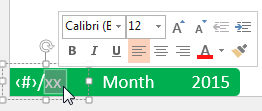 Calibri (E 12 A A
B I U A
‹#›/xx Month 2015